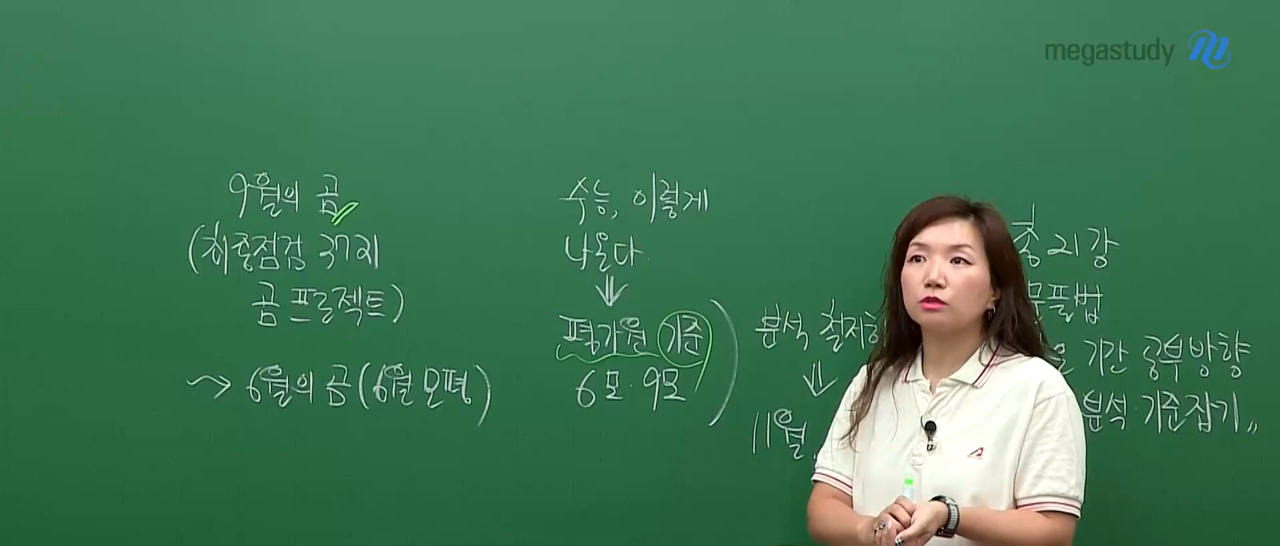 megastudy
9월의 곰
(최종점검 37고지
곰 프로젝트)
→ 6월의 곰 (6월 모평)
수능, 이렇게
나온다.
⇓
평가원 기준
6모·9모
분석 철저히
⇓
11월
총 21강
문풀법
기간 공부방향
분석·기준잡기